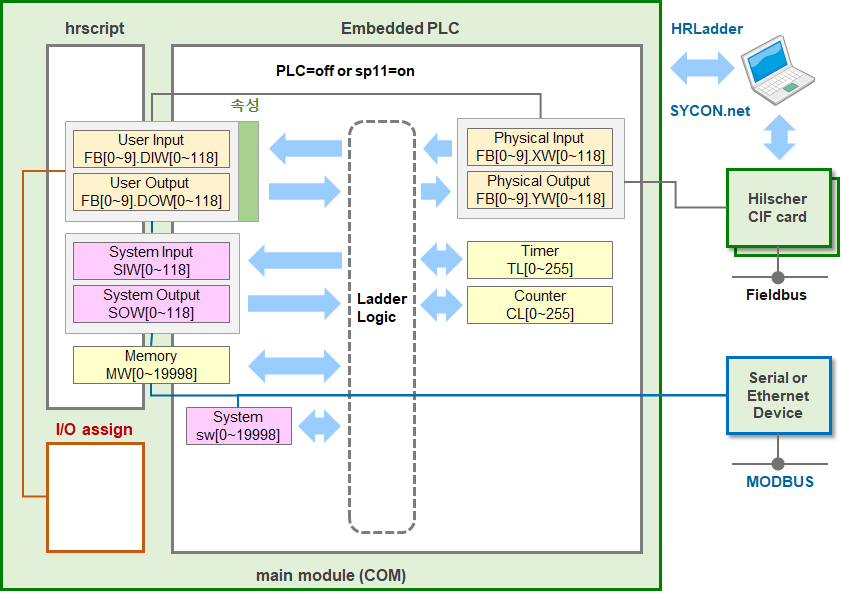 hrscript
Embedded PLC
HRLadder
PLC=off or sp11=on
속성
SYCON.net
User Input
FB[0~9].DIW[0~118]
User Output
FB[0~9].DOW[0~118]
Physical Input
FB[0~9].XW[0~118]
Physical Output
FB[0~9].YW[0~118]
Hilscher
CIF card
System Input
SIW[0~118]
System Output
SOW[0~118]
Timer
TL[0~255]
Counter
CL[0~255]
Ladder
Logic
Fieldbus
Memory
MW[0~19998]
System
sw[0~19998]
Serial or
Ethernet
Device
I/O assign
MODBUS
main module (COM)